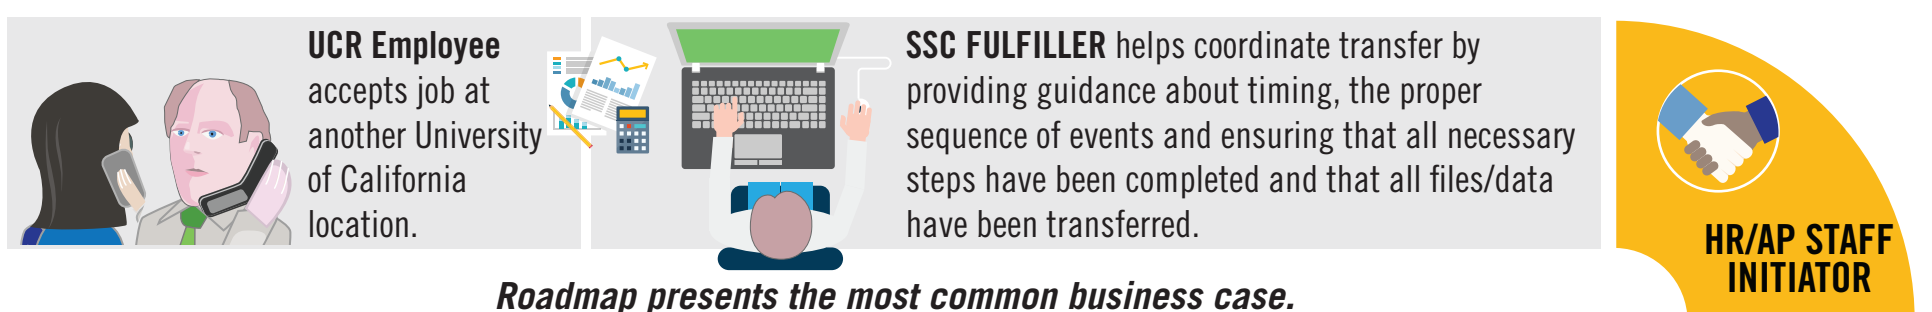 UCR Employee
accepts job at
another University
of California
location.
SSC FULFILLER helps coordinate transfer by
providing guidance about timing, the proper
sequence of events and ensuring that all necessary
steps have been completed and that all files/data
have been transferred.
HR/AP STAFF
INITIATOR
Roadmap presents the most common business case.